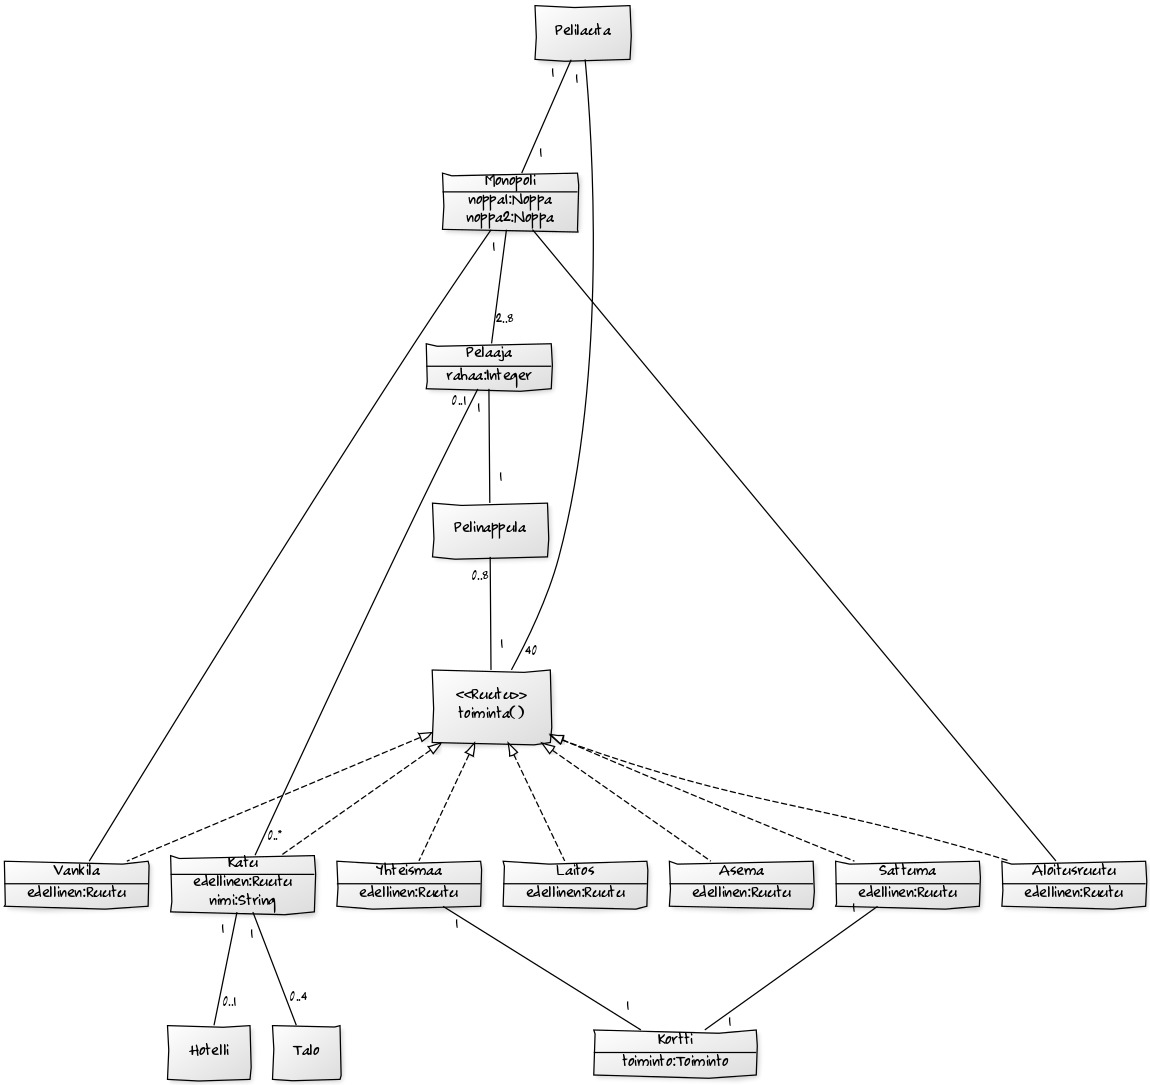 Pelilauta
1
1
1
Monopoli
noppa1:Noppa
noppa2:Noppa
1
2..8
Pelaaja
rahaa:Integer
0..1
1
1
Pelinappula
0..8
1
40
<<Ruutu>>
toiminta()
0..*
Vankila
edellinen:Ruutu
Katu
edellinen:Ruutu
nimi:String
Yhteismaa
edellinen:Ruutu
Laitos
edellinen:Ruutu
Asema
edellinen:Ruutu
Sattuma
edellinen:Ruutu
Aloitusruutu
edellinen:Ruutu
1
1
1
1
0..1
0..4
1
1
Hotelli
Talo
Kortti
toiminto:Toiminto